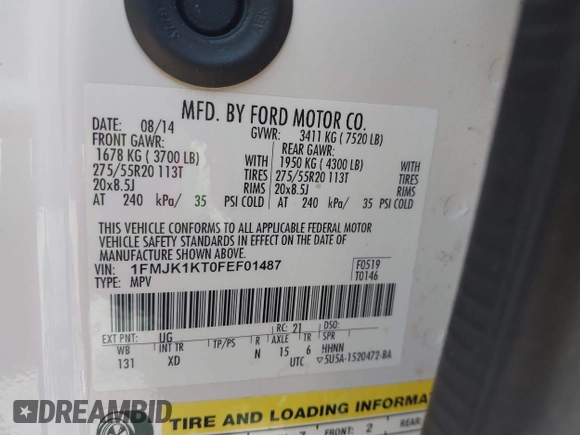 MFD. BY FORD MOTOR CO.
DATE: 08/14 GVWR: 3411 KG ( 7520 LB)
FRONT GAWR: REAR GAWR:
1678 KG ( 3700 LB) WITH 1950 KG ( 4300 LB) WITH
275/55R20 113T TIRES 275/55R20 113T TIRES
20x8.5J RIMS 20x8.5J RIMS
AT 240 kPa/ 35 PSI COLD AT 240 kPa/ 35 PSI COLD
THIS VEHICLE CONFORMS TO ALL APPLICABLE FEDERAL MOTOR
VEHICLE SAFETY STANDARDS IN EFFECT ON THE DATE OF
MANUFACTURE SHOWN ABOVE.
VIN: 1FMJK1KT0FEF01487 F0519
TYPE: MPV T0146
EXT PNT: UG RC: 21 DSO:
WB INT TR TP/PS R AXLE TR SPR
131 XD N 15 6 HHNN
UTC 5U5A-1520472-BA
TIRE AND LOADING INFORMA
FRONT: 2 REAR
DREAMBID